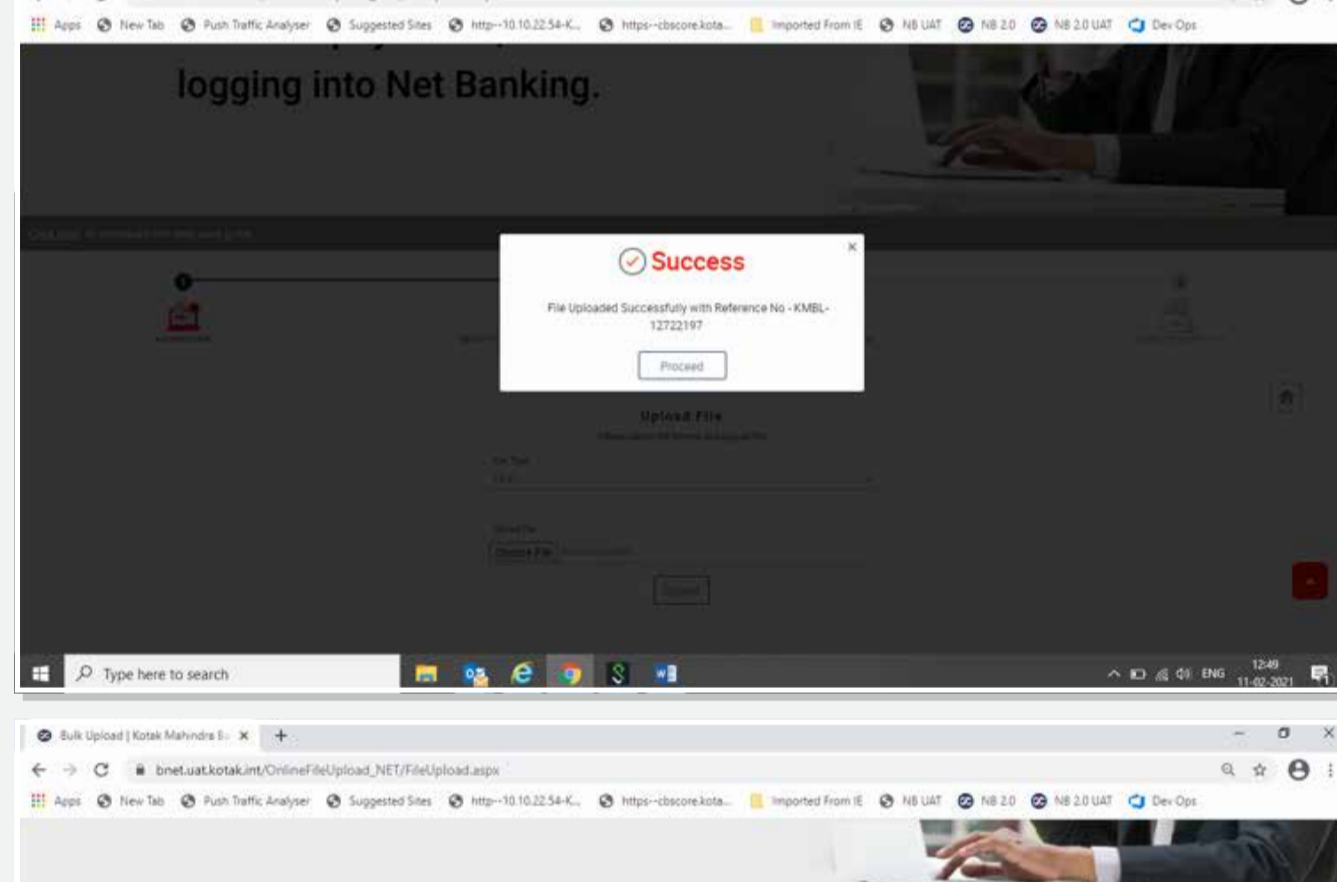 Apps New Tab Push Traffic Analyser Suggested Sites http--10.10.22.54-K... https--cbscore.kota... Imported From IE NB UAT NB 2.0 NB 2.0 UAT Dev Ops
logging into Net Banking.
Success
×
File Uploaded Successfully with Reference No - KMBL-
12722197
Proceed
Upload File
Choose File
Type here to search
ENG
12:49
11-02-2021
Bulk Upload | Kotak Mahindra B
bnet.uat.kotak.int/OnlineFileUpload_NET/FileUpload.aspx
Apps New Tab Push Traffic Analyser Suggested Sites http--10.10.22.54-K... https--cbscore.kota... Imported From IE NB UAT NB 2.0 NB 2.0 UAT Dev Ops